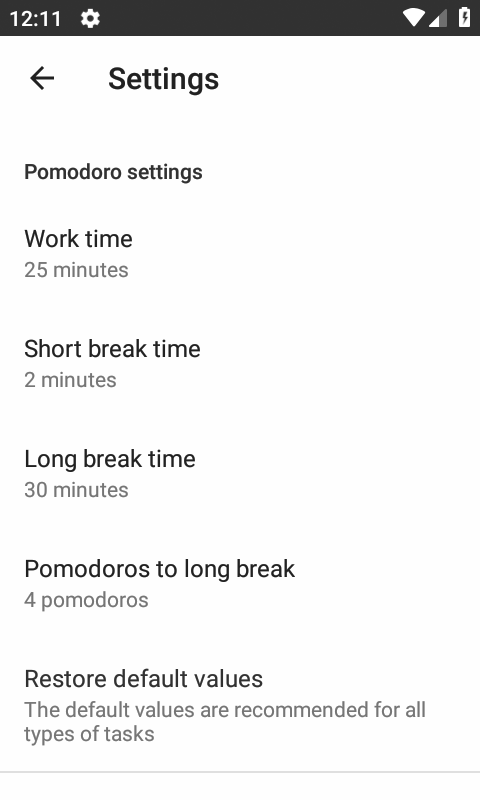 12:11
Settings
Pomodoro settings
Work time
25 minutes
Short break time
2 minutes
Long break time
30 minutes
Pomodoros to long break
4 pomodoros
Restore default values
The default values are recommended for all
types of tasks